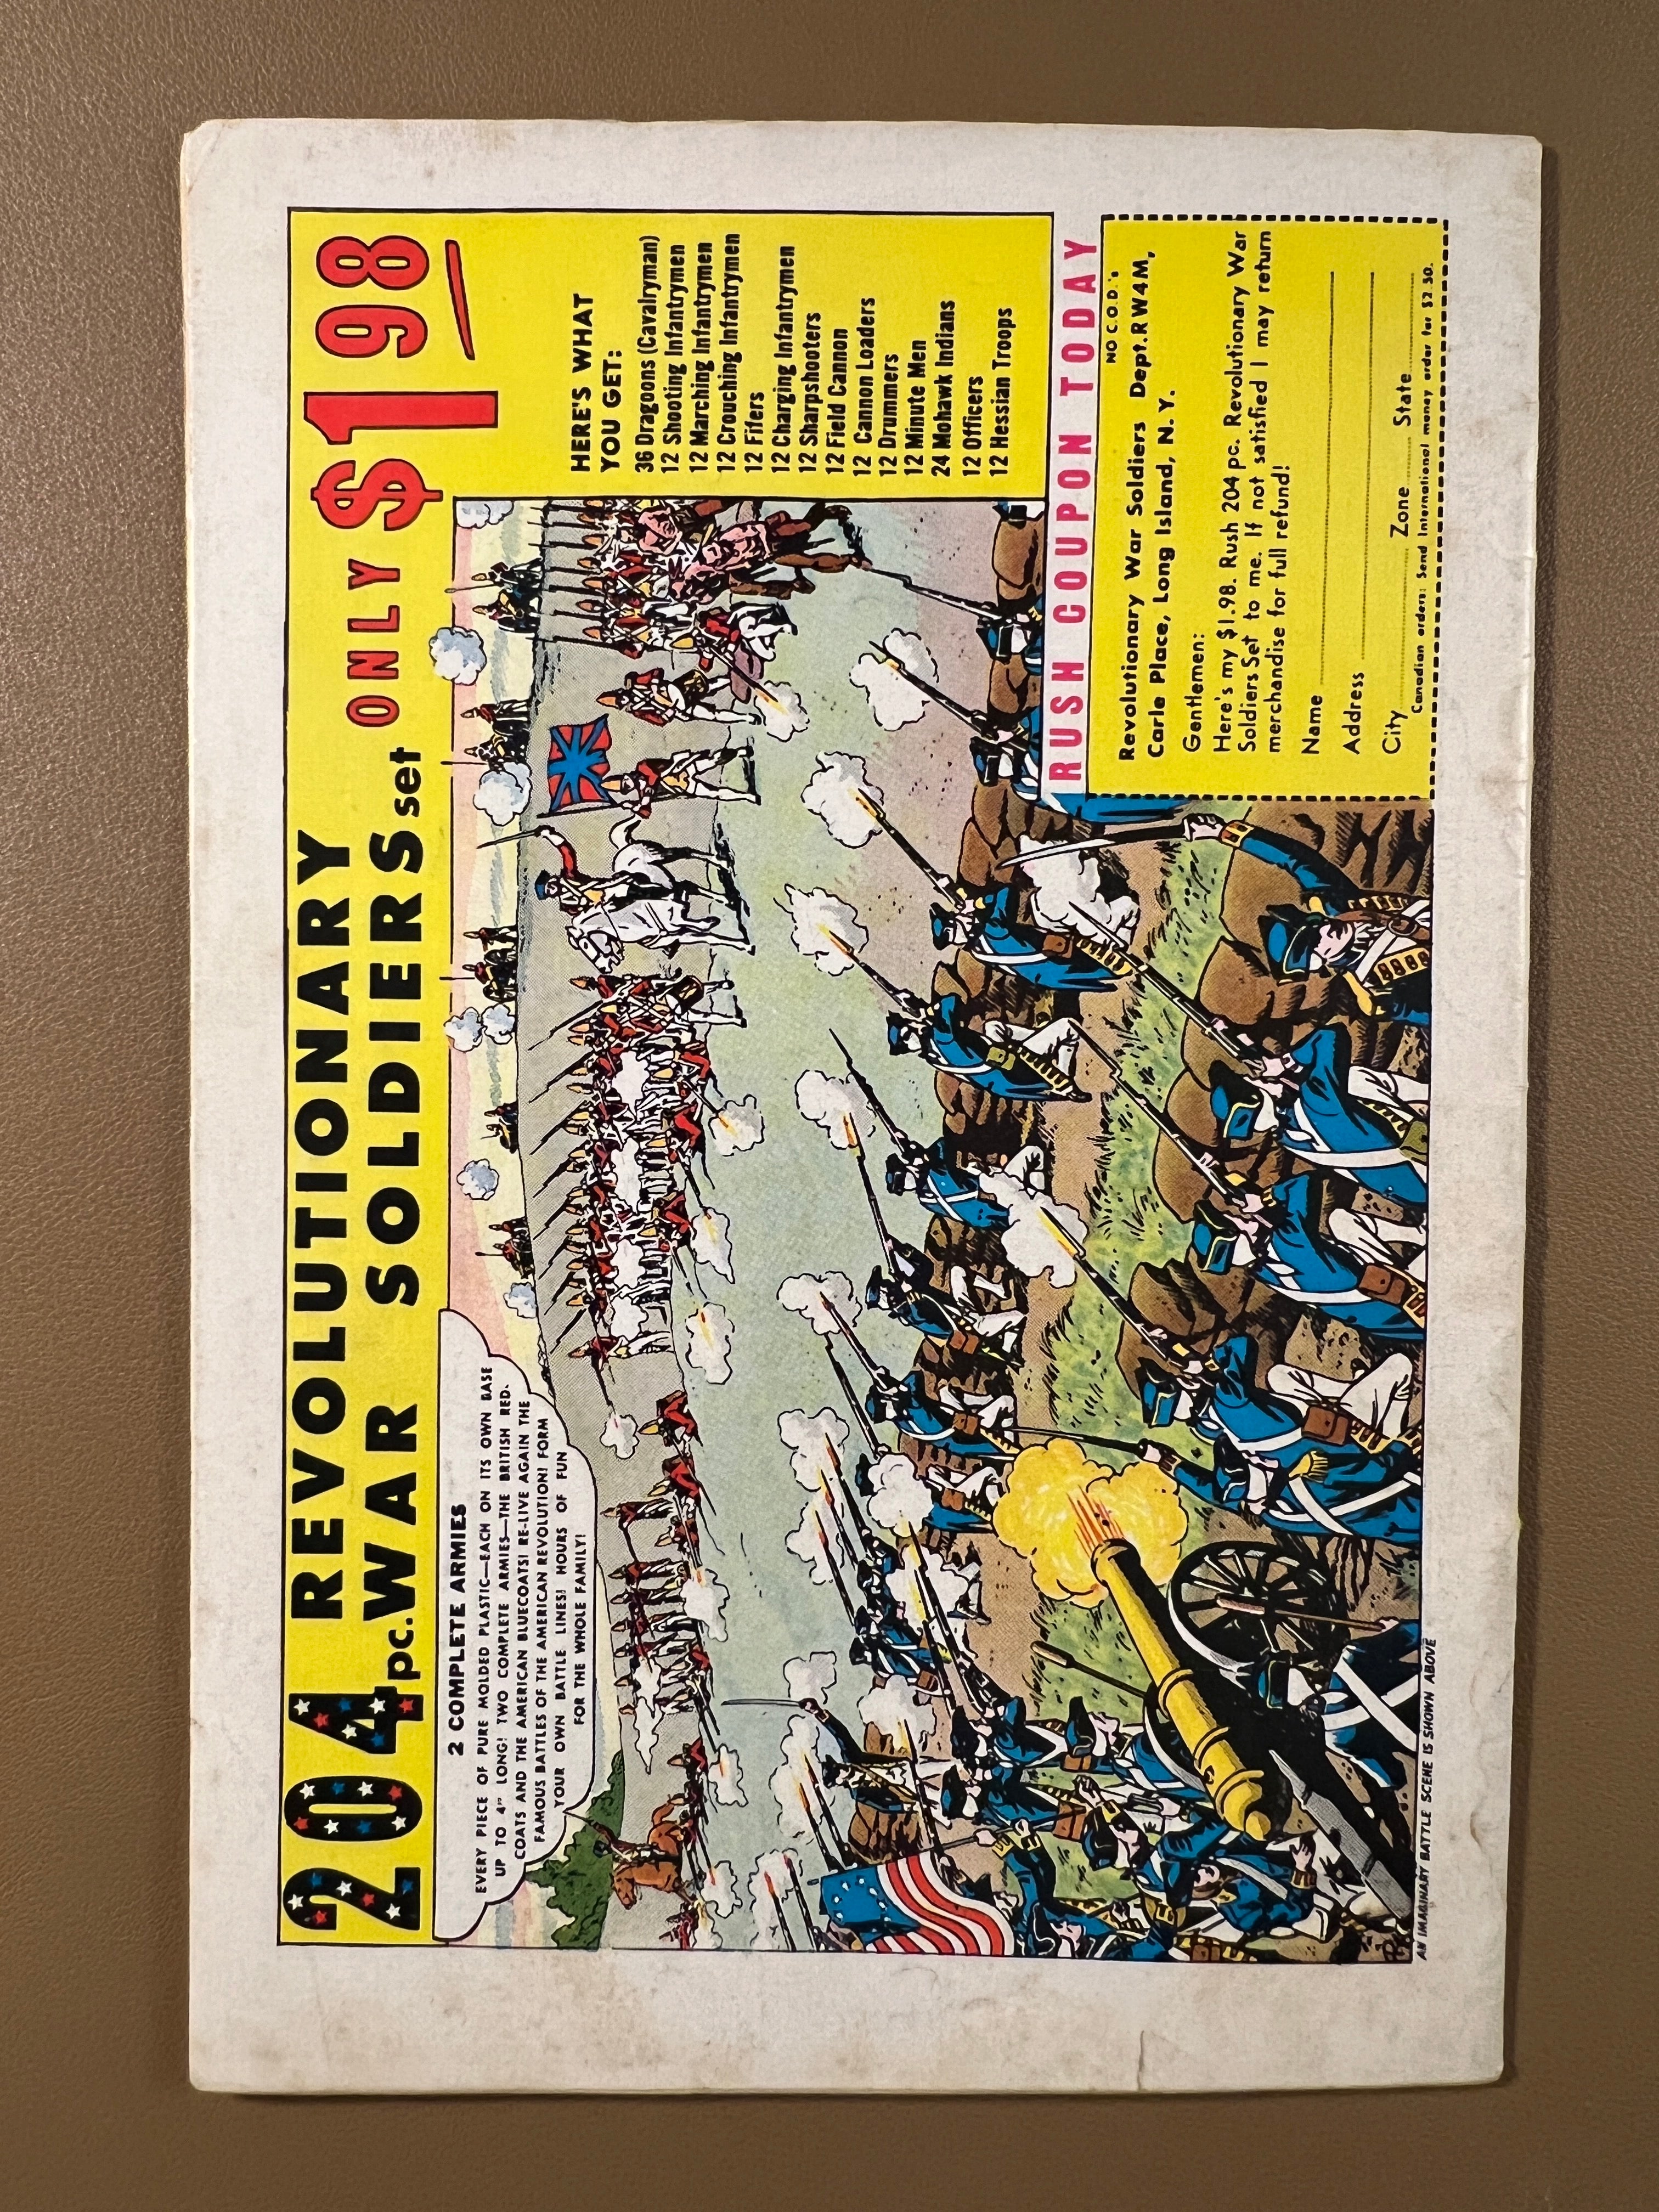 204 REVOLUTIONARY
pc. WAR SOLDIERS set ONLY $1.98
2 COMPLETE ARMIES
EVERY PIECE OF PURE MOLDED PLASTIC—EACH ON ITS OWN BASE
UP TO 4" LONG! TWO COMPLETE ARMIES—THE BRITISH RED.
COATS AND THE AMERICAN BLUECOATS! RE-LIVE AGAIN THE
FAMOUS BATTLES OF THE AMERICAN REVOLUTION! FORM
YOUR OWN BATTLE LINES! HOURS OF FUN
FOR THE WHOLE FAMILY!
HERE'S WHAT
YOU GET:
36 Dragoons (Cavalryman)
12 Shooting Infantrymen
12 Marching Infantrymen
12 Crouching Infantrymen
12 Fifers
12 Charging Infantrymen
12 Sharpshooters
12 Field Cannon
12 Cannon Loaders
12 Drummers
12 Minute Men
24 Mohawk Indians
12 Officers
12 Hessian Troops
RUSH COUPON TODAY
NO C.O.D.'s
Revolutionary War Soldiers Dept. RW4M,
Carle Place, Long Island, N. Y.
Gentlemen:
Here's my $1.98. Rush 204 pc. Revolutionary War
Soldiers Set to me. If not satisfied I may return
merchandise for full refund!
Name
Address
City Zone State
Canadian orders: Send International money order for $2.50.
AN IMAGINARY BATTLE SCENE IS SHOWN ABOVE